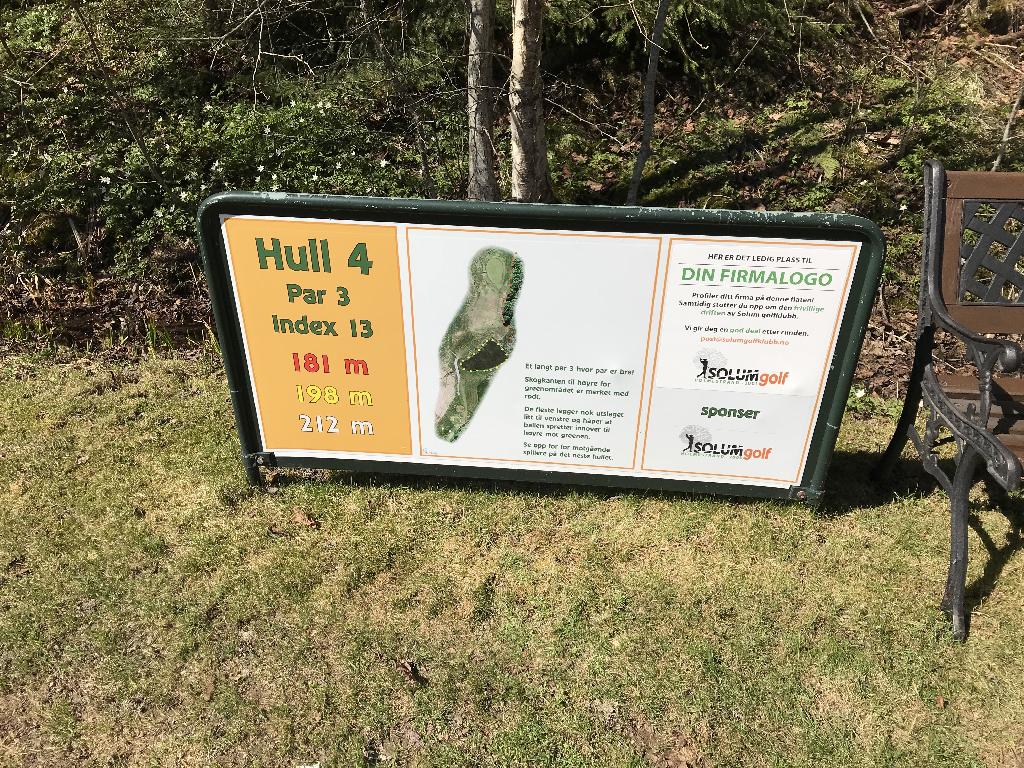 Hull 4
Par 3
Index 13
181 m
198 m
212 m
Et langt par 3 hvor par er bra!
Skogkanten til høyre for
greenområdet er merket med
rødt.
De fleste legger nok utslaget
litt til venstre og håper at
ballen spretter innover til
høyre mot greenen.
Se opp for for motgående
spillere på det neste hullet.
HER ER DET LEDIG PLASS TIL
DIN FIRMALOGO
Profiler ditt firma på denne flaten!
Samtidig støtter du opp om den frivillige
driften av Solum golfklubb.
Vi gir deg en god deal etter runden.
post@solumgolfklubb.no
SOLUMgolf
sponser
SOLUMgolf